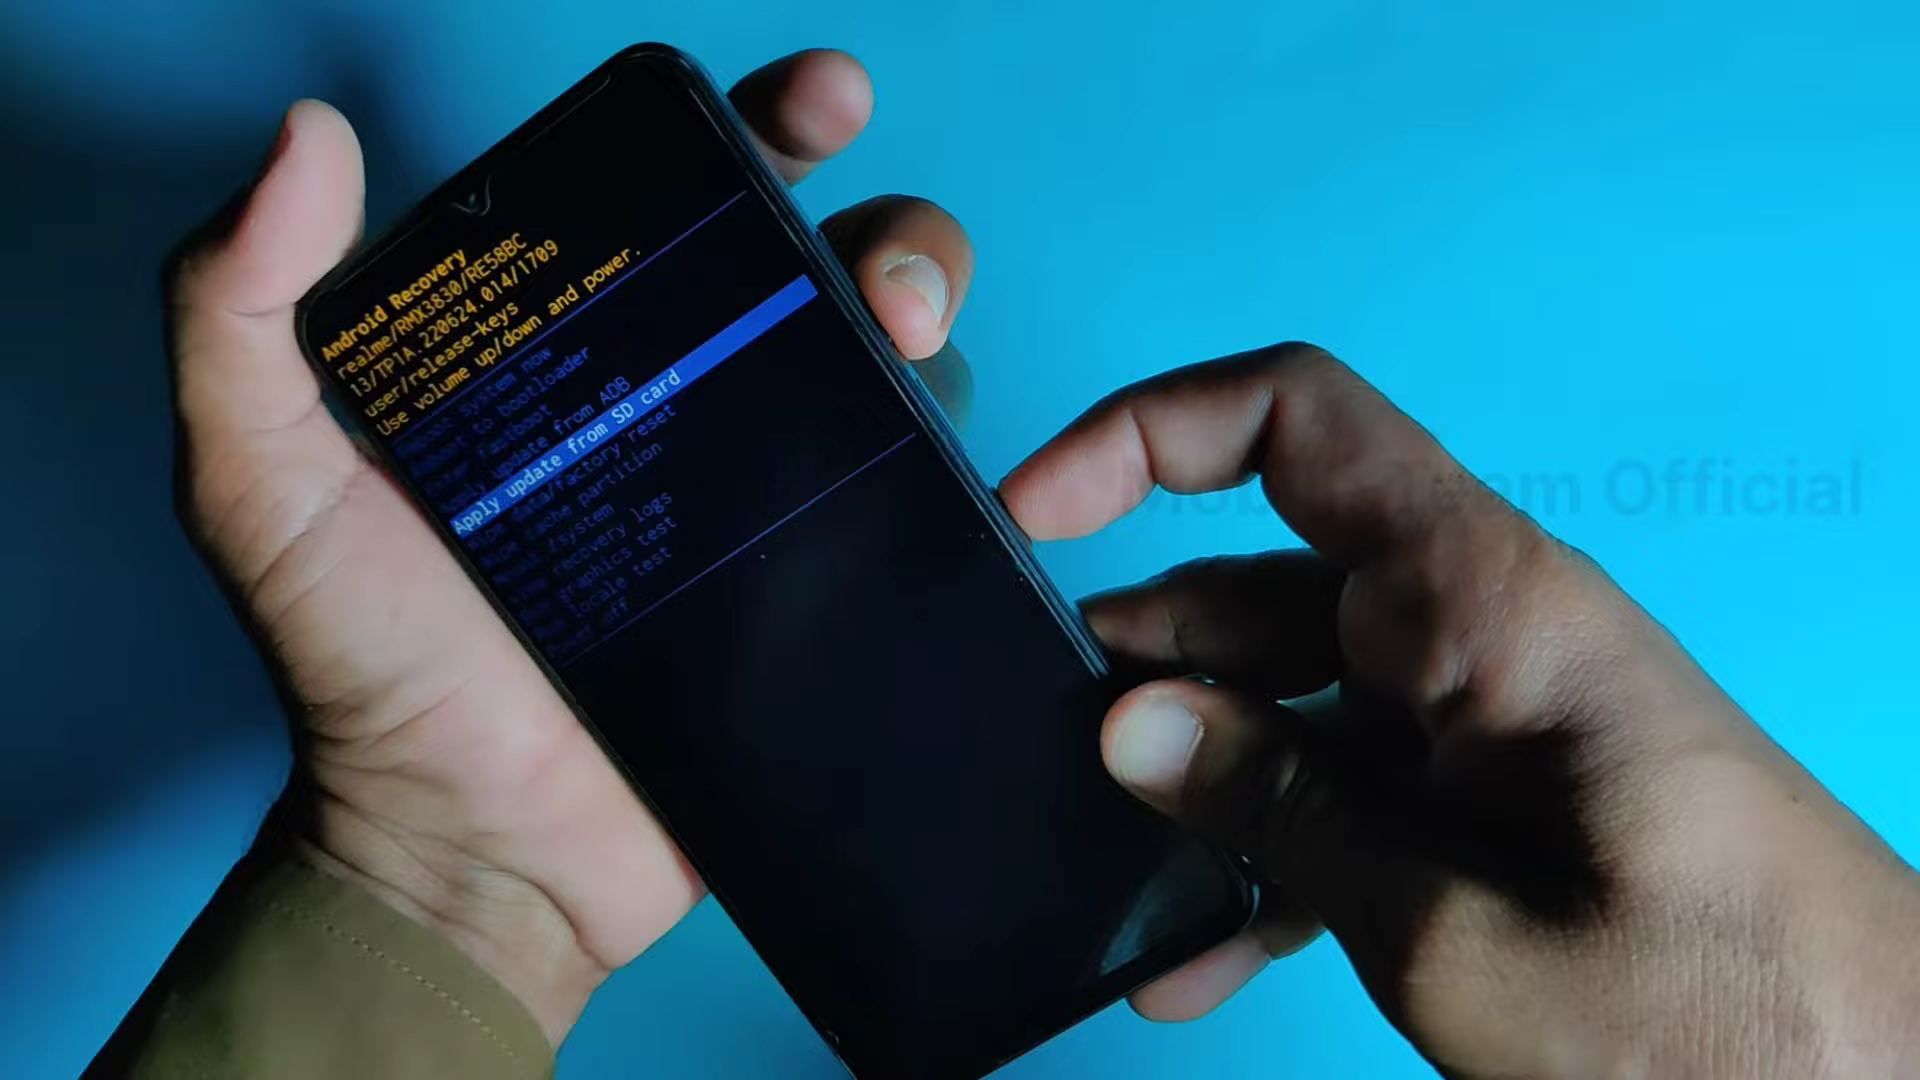 Android Recovery
realme/RMX3830/RE58BC
13/TP1A.220624.014/1709
user/release-keys
Use volume up/down and power.
Reboot system now
Reboot to bootloader
Enter fastboot
Apply update from ADB
Apply update from SD card
Wipe data/factory reset
Wipe cache partition
Mount /system
View recovery logs
Run graphics test
Run locale test
Power off
Team Official